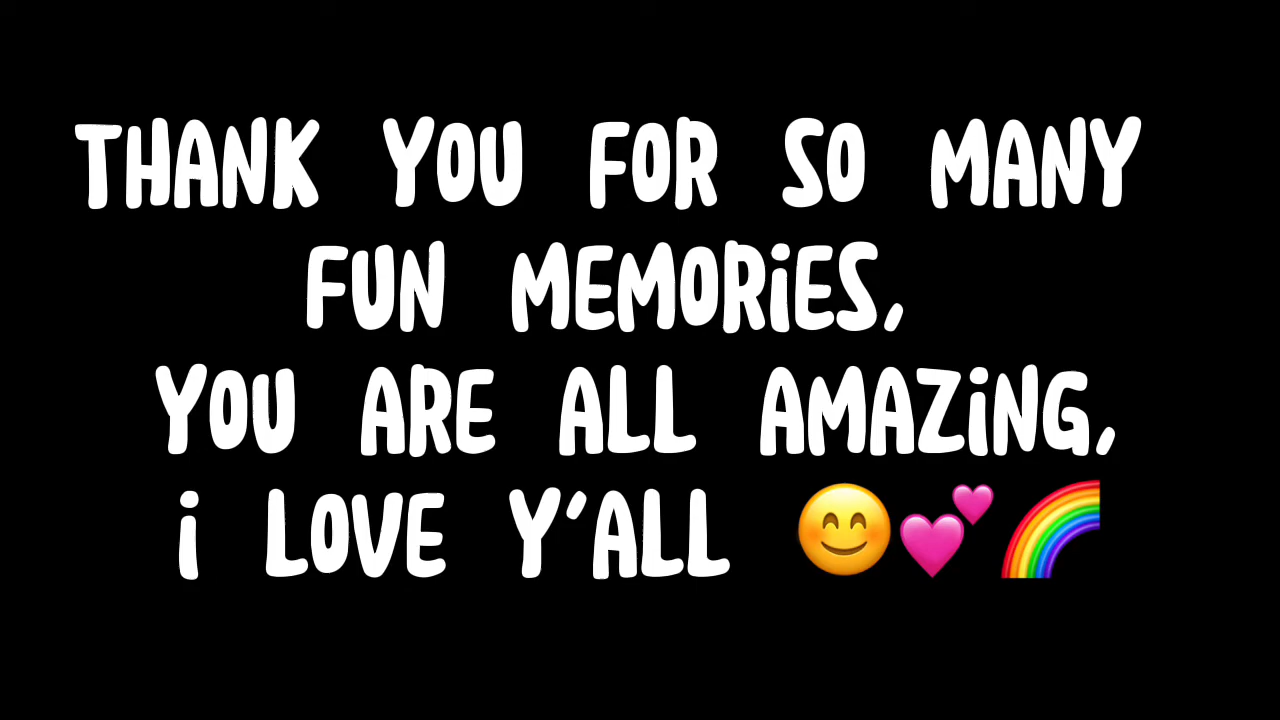 THANK YOU FOR SO MANY
FUN MEMORiES,
YOU ARE ALL AMAZiNG,
i LOVE Y'ALL 😊💕🌈